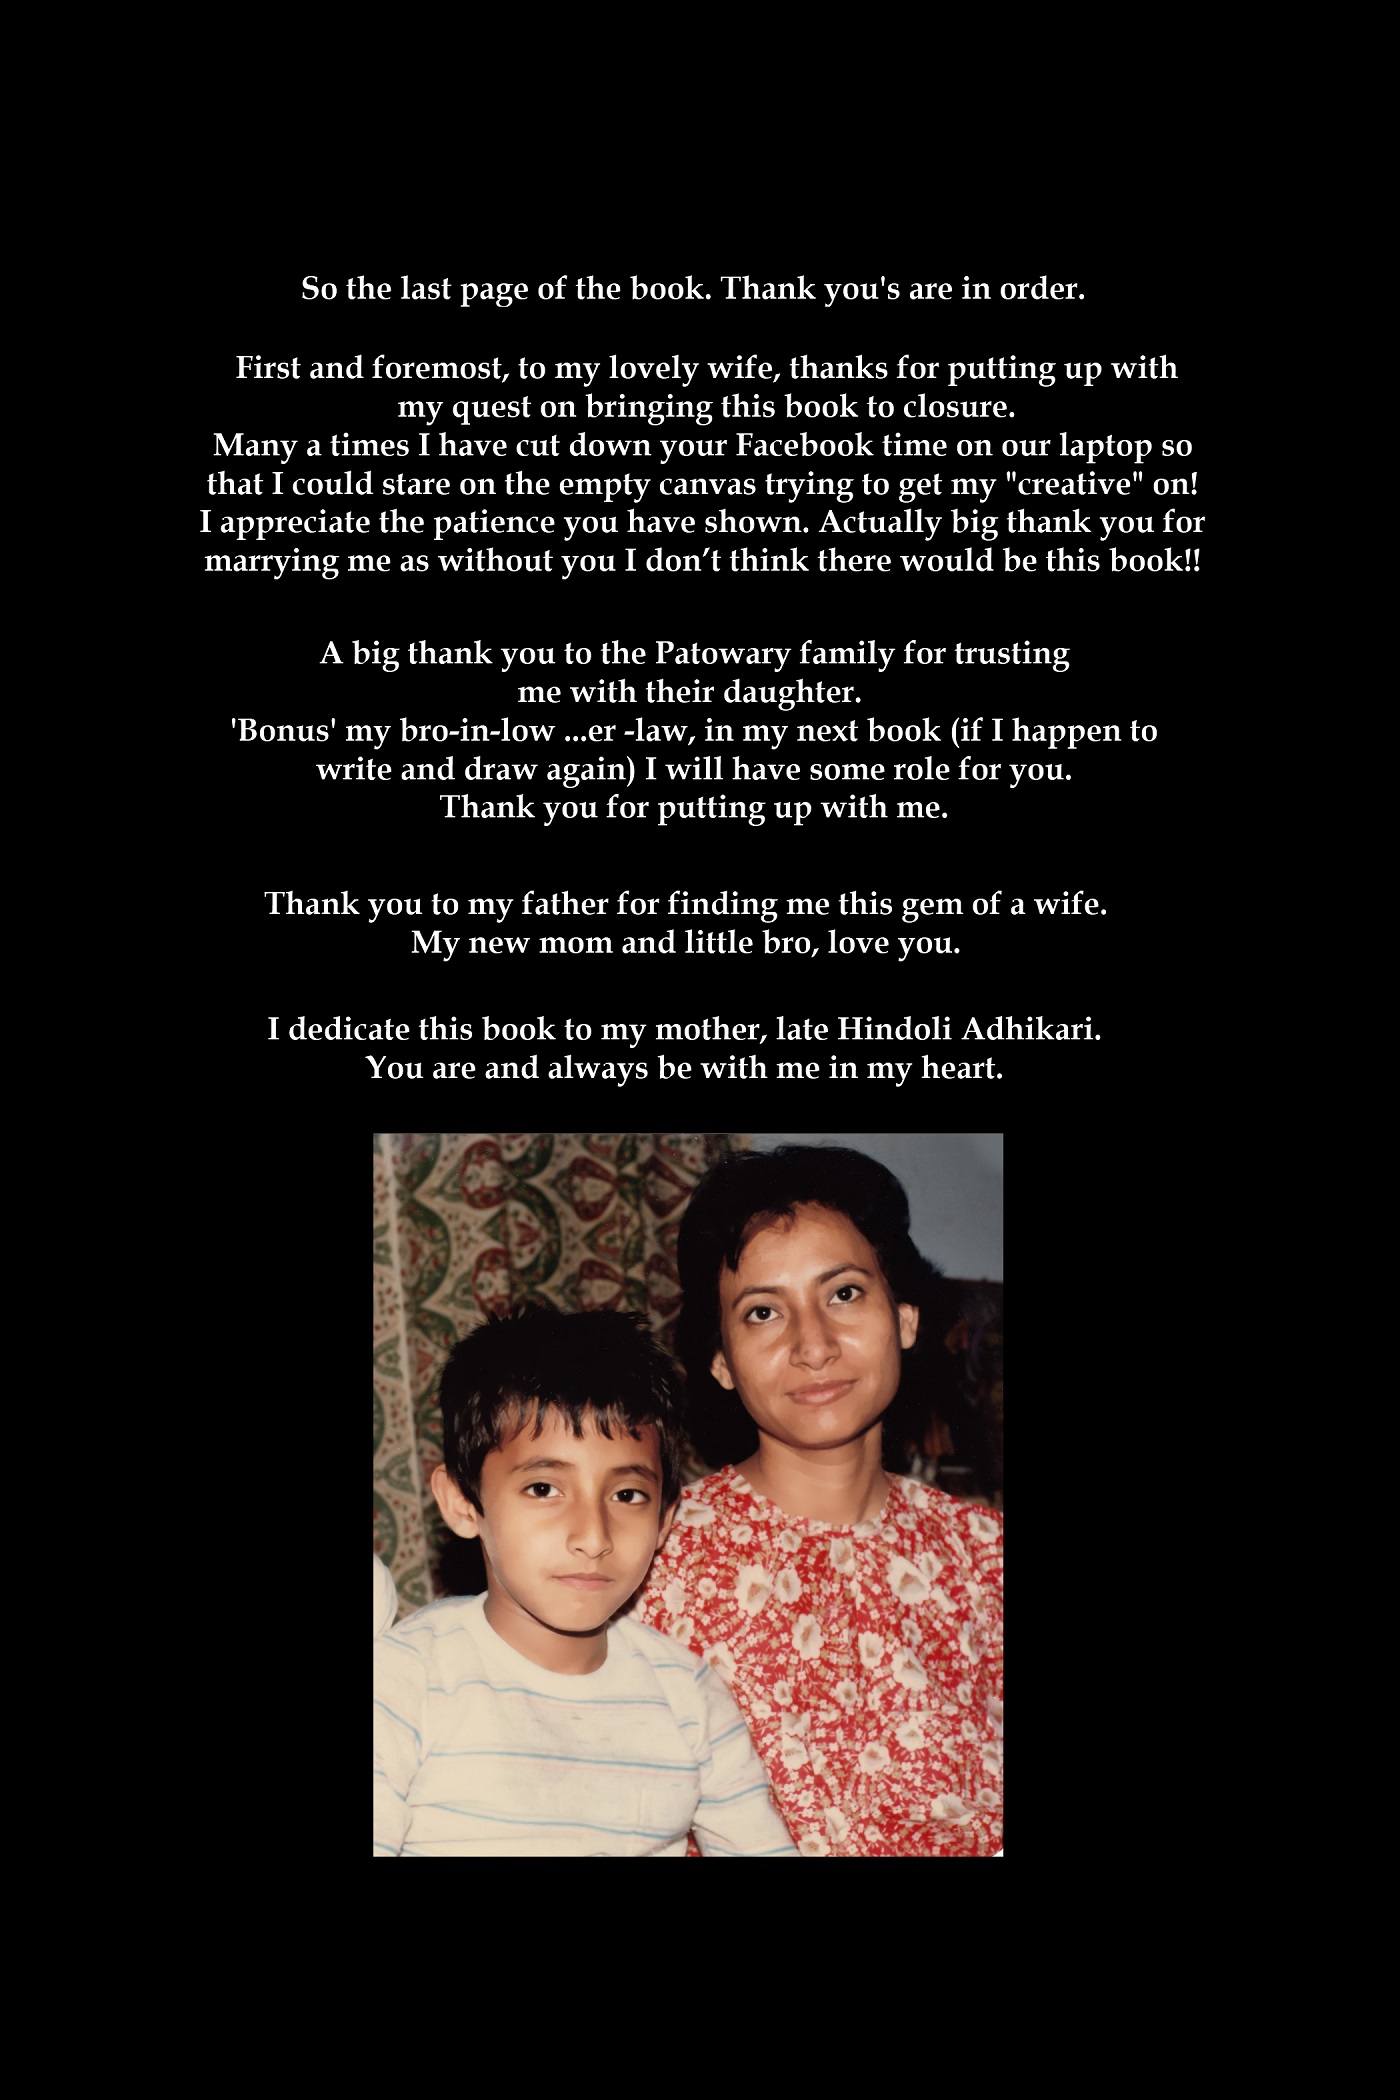 So the last page of the book. Thank you's are in order.
First and foremost, to my lovely wife, thanks for putting up with
my quest on bringing this book to closure.
Many a times I have cut down your Facebook time on our laptop so
that I could stare on the empty canvas trying to get my "creative" on!
I appreciate the patience you have shown. Actually big thank you for
marrying me as without you I don’t think there would be this book!!
A big thank you to the Patowary family for trusting
me with their daughter.
'Bonus' my bro-in-low ...er -law, in my next book (if I happen to
write and draw again) I will have some role for you.
Thank you for putting up with me.
Thank you to my father for finding me this gem of a wife.
My new mom and little bro, love you.
I dedicate this book to my mother, late Hindoli Adhikari.
You are and always be with me in my heart.